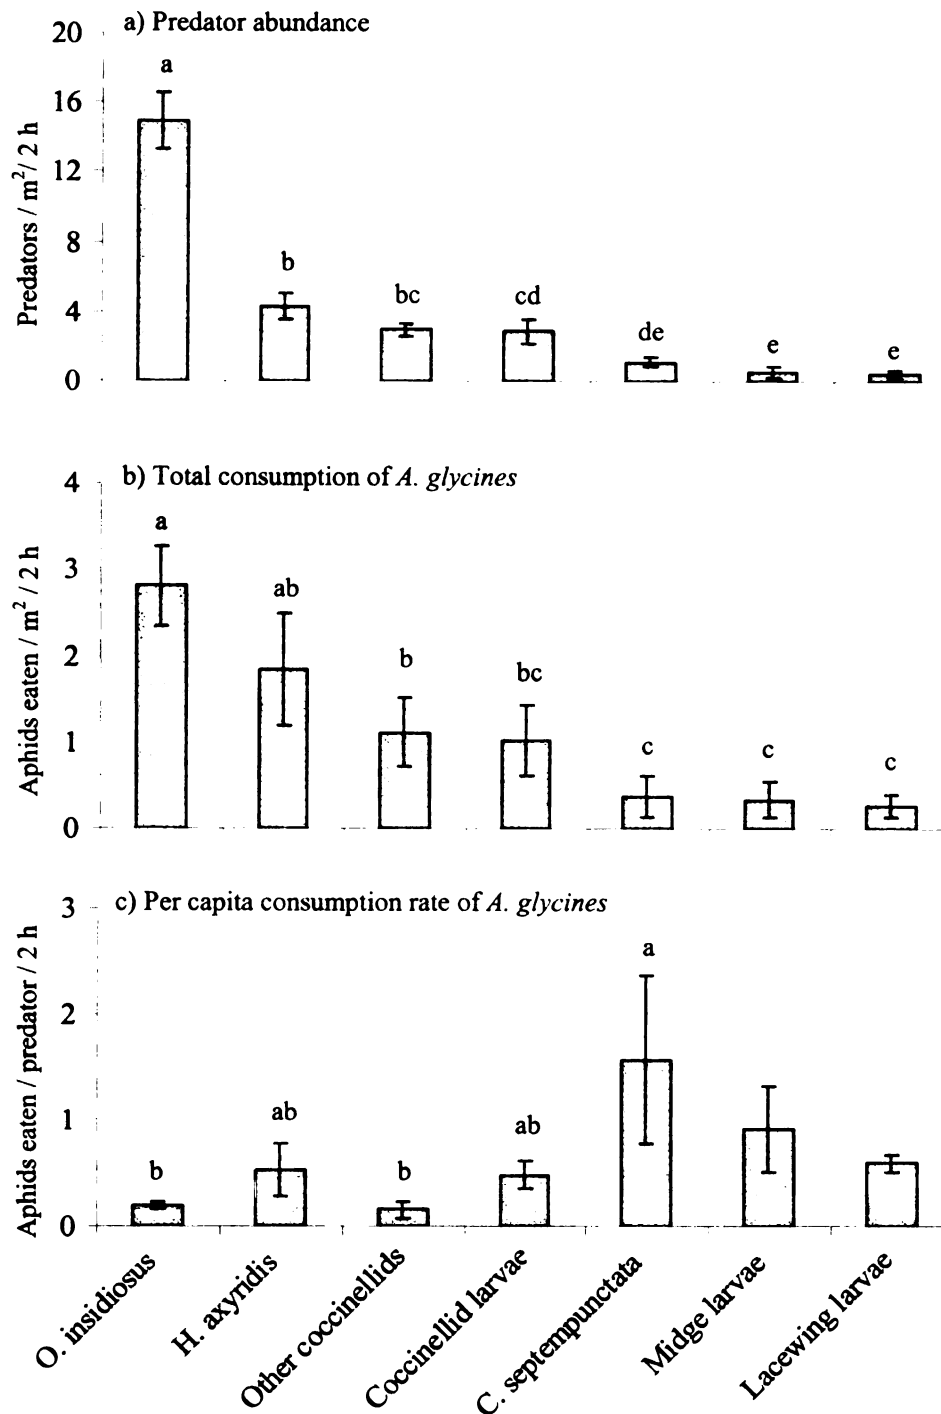 a) Predator abundance
Predators / m²/ 2 h
20
16
12
8
4
0
a
b
bc
cd
de
e
e
b) Total consumption of A. glycines
Aphids eaten / m² / 2 h
4
3
2
1
0
a
ab
b
bc
c
c
c
c) Per capita consumption rate of A. glycines
Aphids eaten / predator / 2 h
3
2
1
0
b
ab
b
ab
a
O. insidiosus
H. axyridis
Other coccinellids
Coccinellid larvae
C. septempunctata
Midge larvae
Lacewing larvae